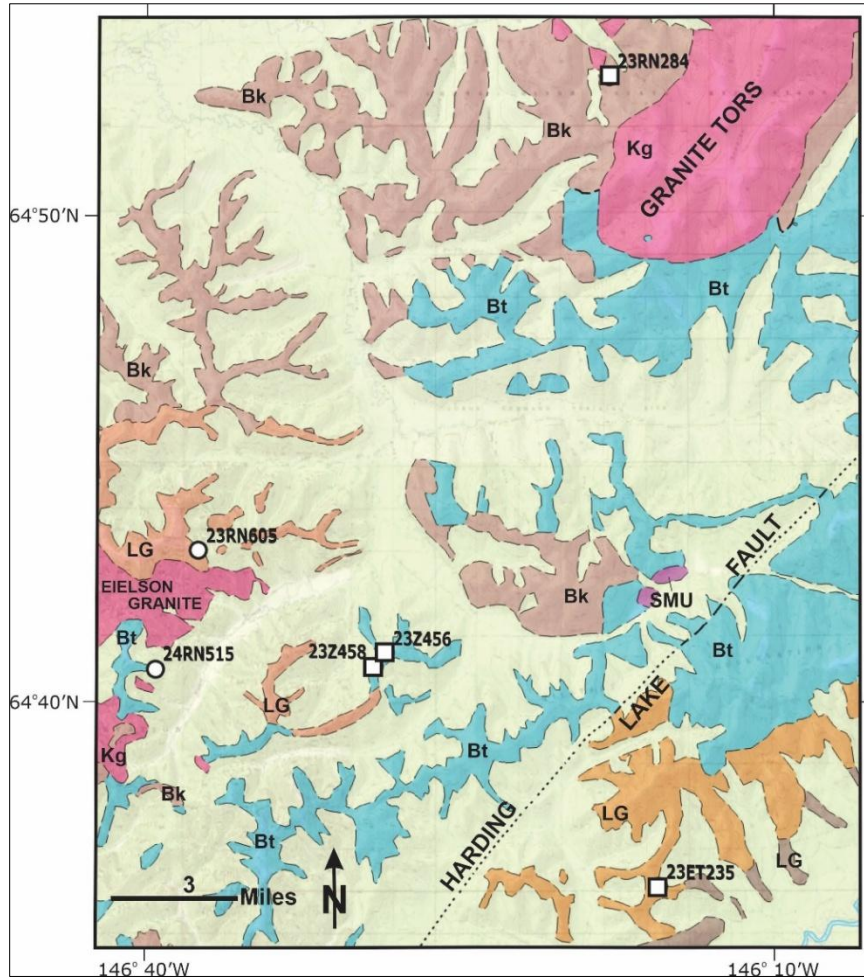 23RN284
Bk
Bk
Kg
GRANITE TORS
64°50'N
Bt
Bt
Bk
23RN605
LG
FAULT
EIELSON
GRANITE
Bk
SMU
Bt
23Z456
Bt
23Z458
24RN515
64°40'N
LG
LAKE
Bt
Kg
Bk
LG
Bt
HARDING
LG
23ET235
3
Miles
N
146° 40'W
146° 10'W